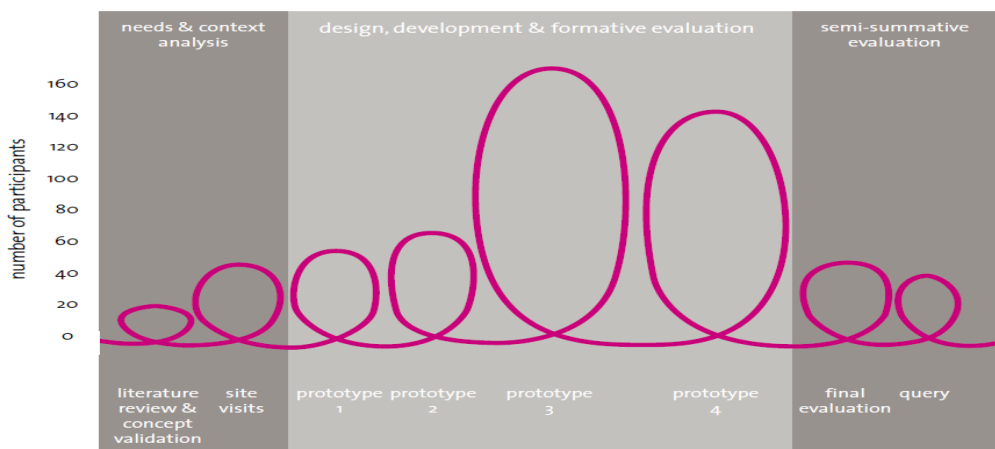 needs & context
analysis
design, development & formative evaluation
semi-summative
evaluation
number of participants
160
140
120
100
80
60
40
20
0
literature
review &
concept
validation
site
visits
prototype
1
prototype
2
prototype
3
prototype
4
final
evaluation
query